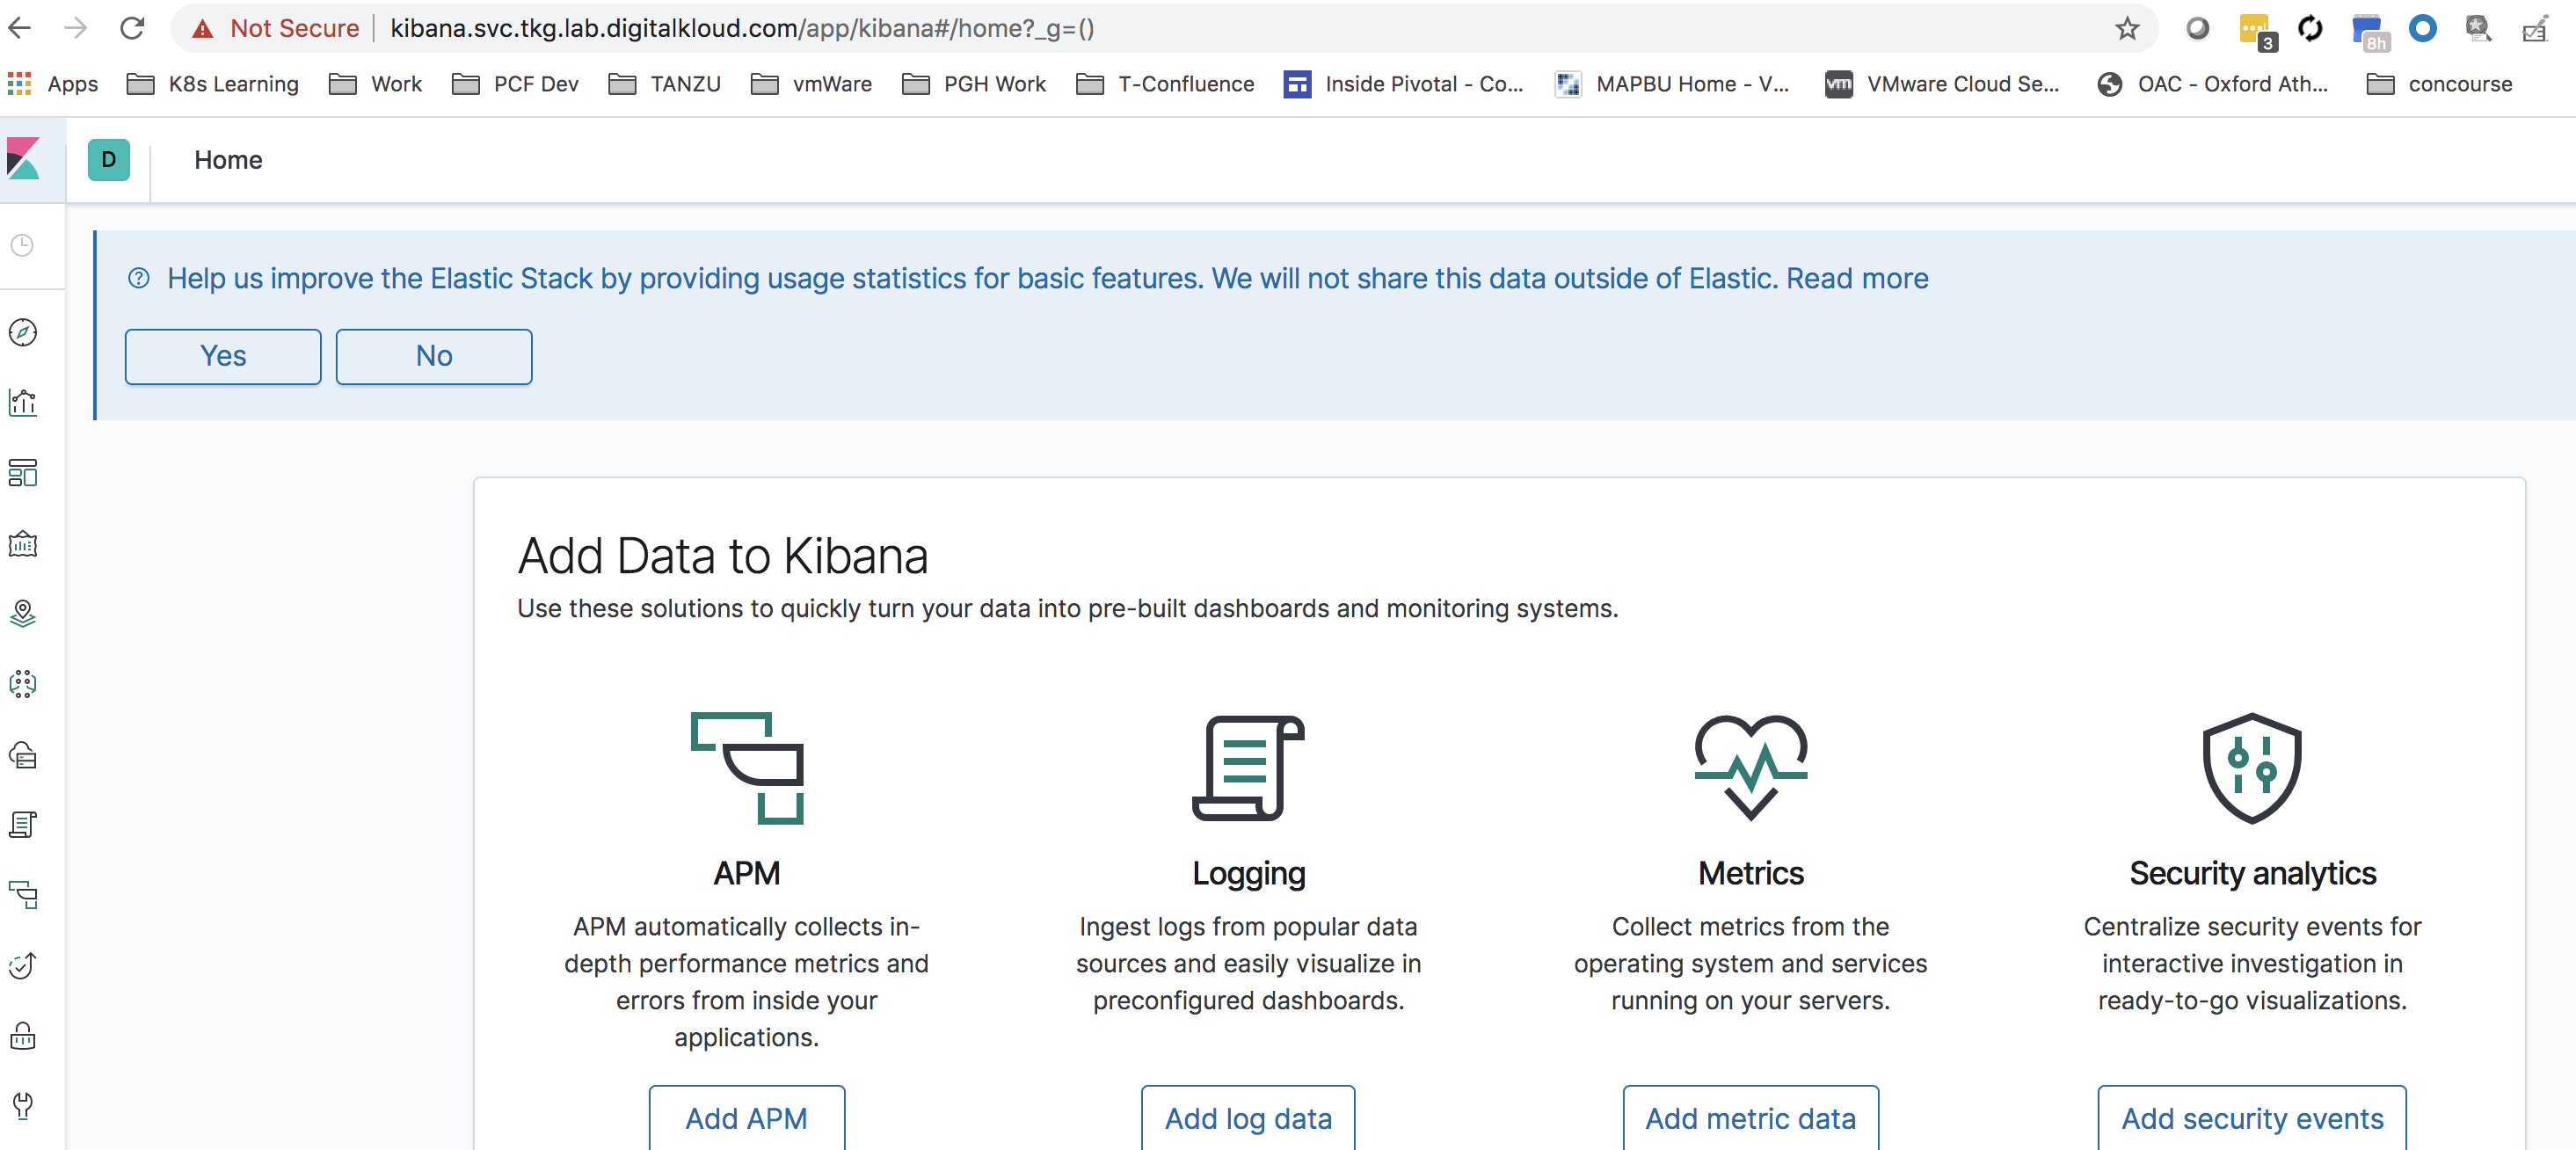 Not Secure kibana.svc.tkg.lab.digitalkloud.com/app/kibana#/home?_g=()
3
8h
Apps K8s Learning Work PCF Dev TANZU vmWare PGH Work T-Confluence Inside Pivotal - Co... MAPBU Home - V... vm VMware Cloud Se... OAC - Oxford Ath... concourse
D Home
Help us improve the Elastic Stack by providing usage statistics for basic features. We will not share this data outside of Elastic. Read more
Yes No
Add Data to Kibana
Use these solutions to quickly turn your data into pre-built dashboards and monitoring systems.
APM
APM automatically collects in-
depth performance metrics and
errors from inside your
applications.
Add APM
Logging
Ingest logs from popular data
sources and easily visualize in
preconfigured dashboards.
Add log data
Metrics
Collect metrics from the
operating system and services
running on your servers.
Add metric data
Security analytics
Centralize security events for
interactive investigation in
ready-to-go visualizations.
Add security events